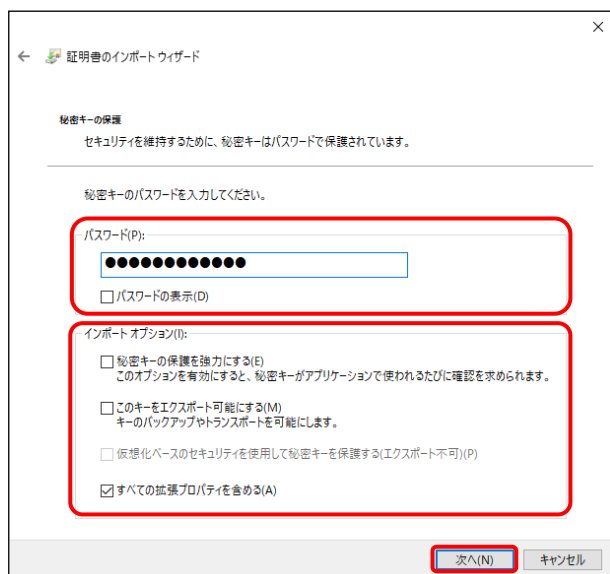 証明書のインポート ウィザード
秘密キーの保護
セキュリティを維持するために、秘密キーはパスワードで保護されています。
秘密キーのパスワードを入力してください。
パスワード(P):
●●●●●●●●●●●●
パスワードの表示(D)
インポート オプション(I):
秘密キーの保護を強力にする(E)
このオプションを有効にすると、秘密キーがアプリケーションで使われるたびに確認を求められます。
このキーをエクスポート可能にする(M)
キーのバックアップやトランスポートを可能にします。
仮想化ベースのセキュリティを使用して秘密キーを保護する(エクスポート不可)(P)
すべての拡張プロパティを含める(A)
次へ(N)
キャンセル